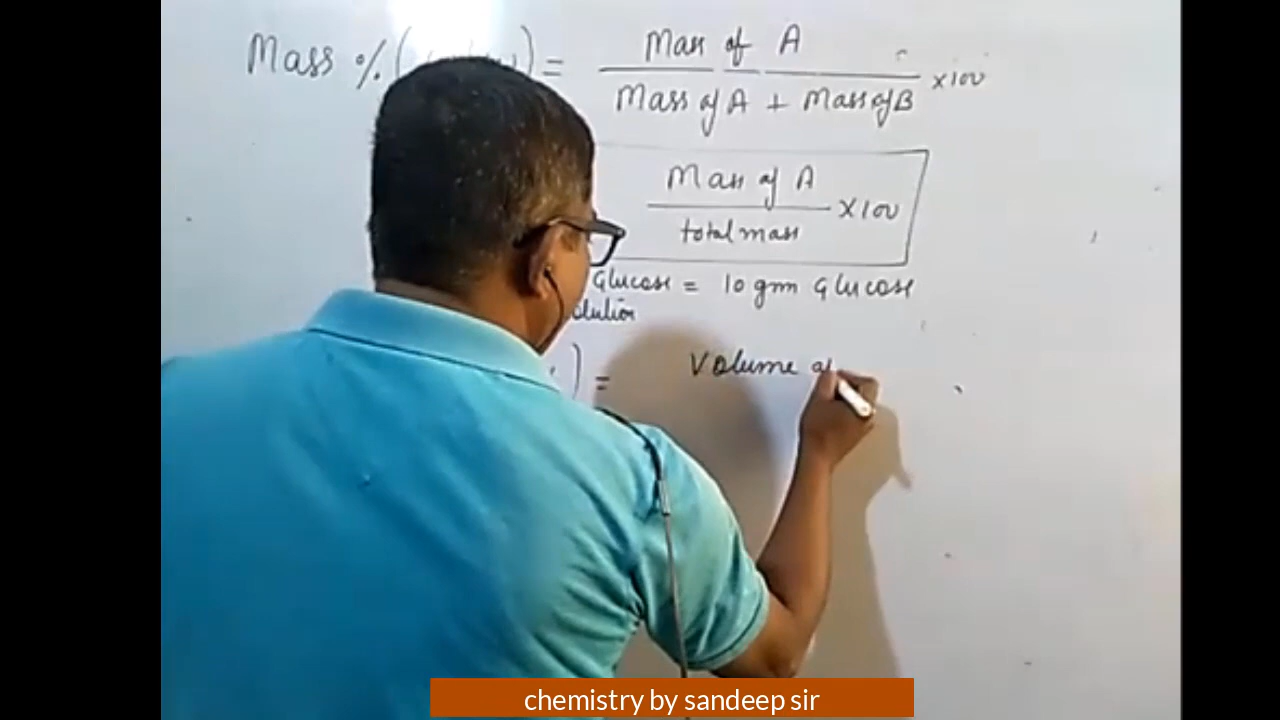 Mass % ( ) = Mass of A
Mass of A + Mass of B × 100
Mass of A
total mass × 100
Glucose = 10 gm Glucose
) = Volume of
chemistry by sandeep sir